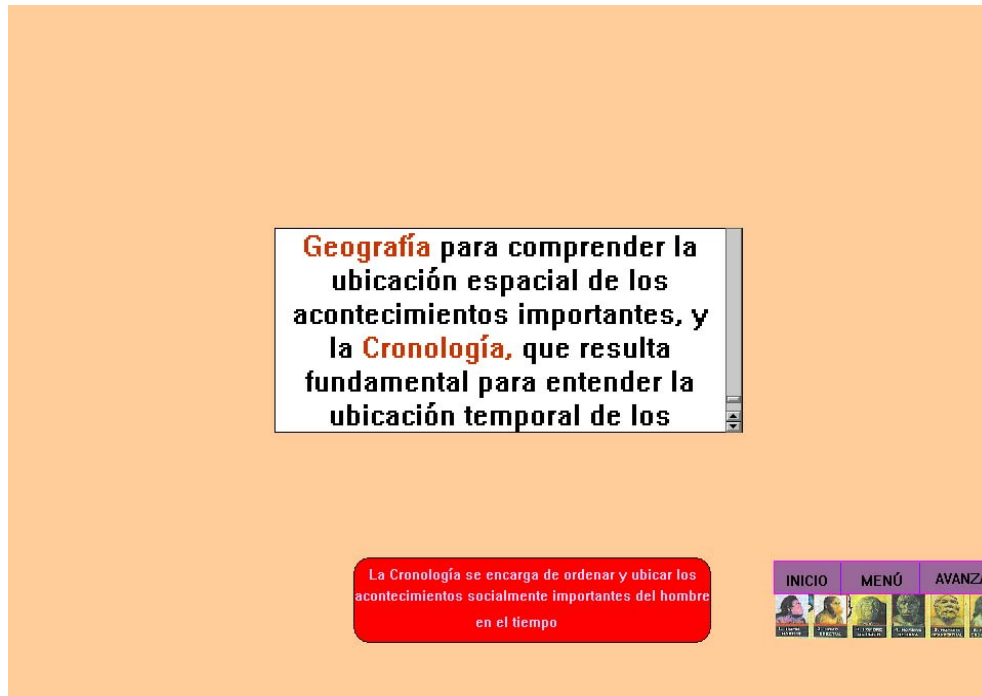 Geografía para comprender la
ubicación espacial de los
acontecimientos importantes, y
la Cronología, que resulta
fundamental para entender la
ubicación temporal de los
La Cronología se encarga de ordenar y ubicar los
acontecimientos socialmente importantes del hombre
en el tiempo
INICIO MENÚ AVANZA